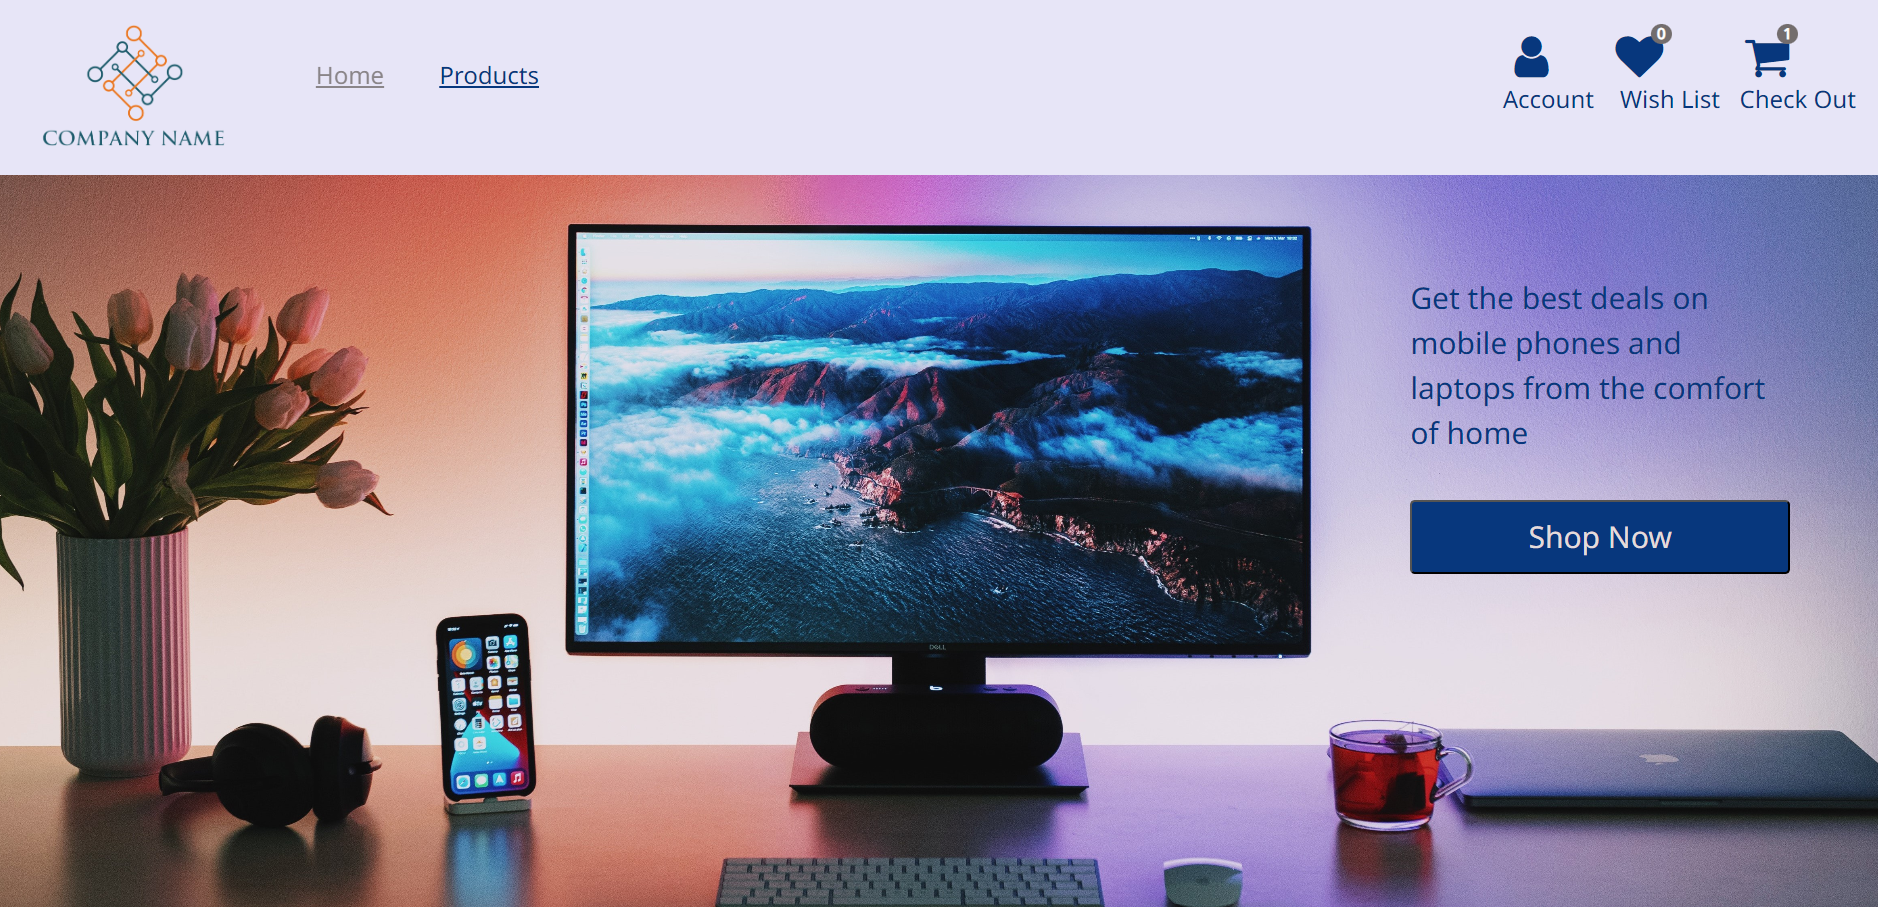 COMPANY NAME
Home
Products
0
1
Account
Wish List
Check Out
Get the best deals on
mobile phones and
laptops from the comfort
of home
Shop Now
DELL